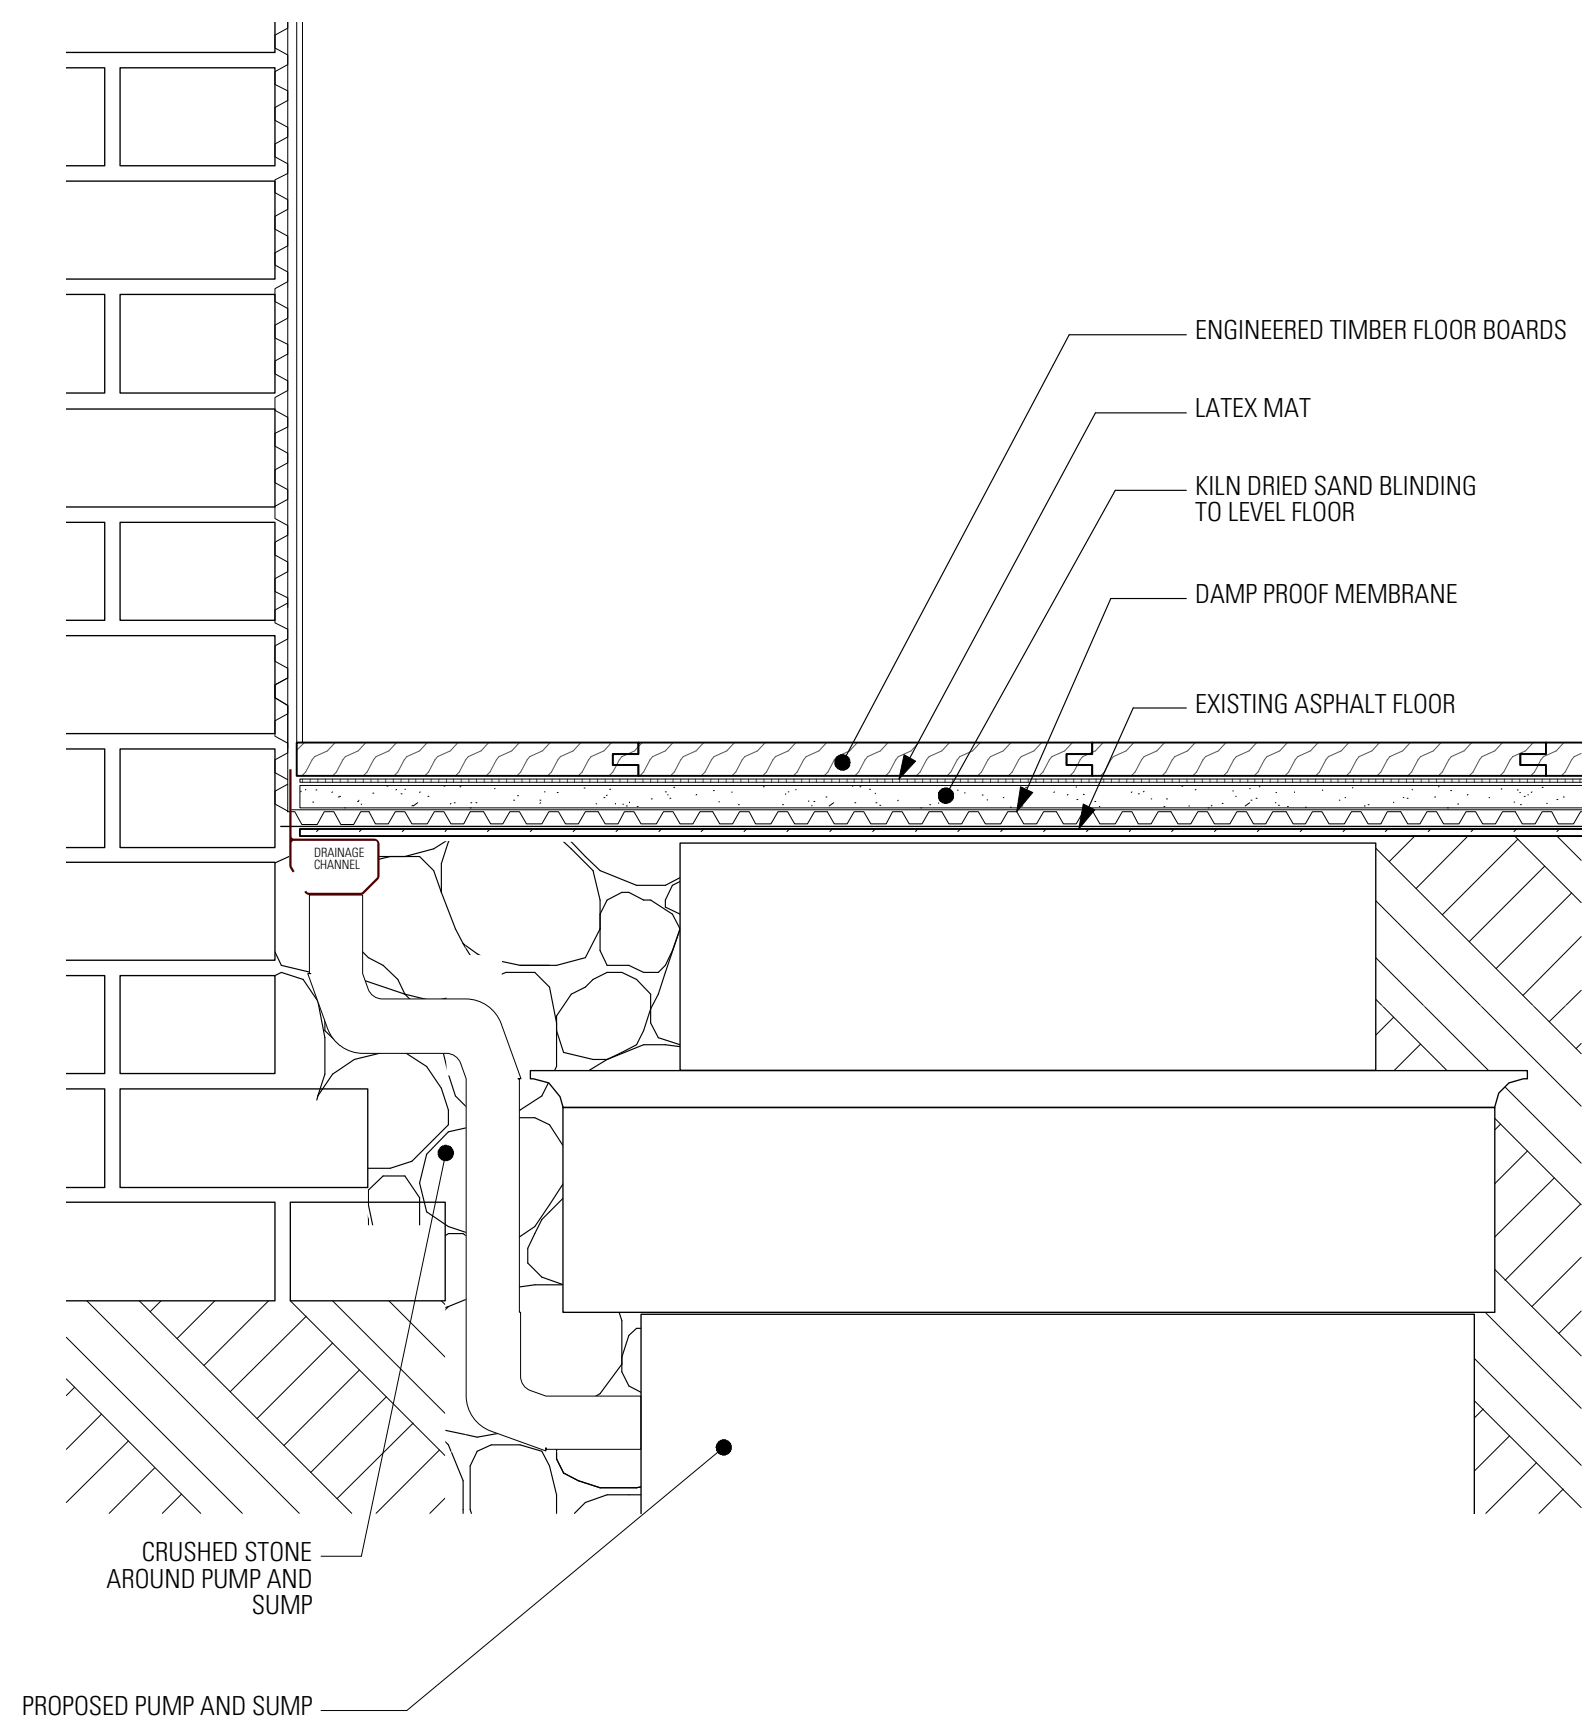 ENGINEERED TIMBER FLOOR BOARDS
LATEX MAT
KILN DRIED SAND BLINDING
TO LEVEL FLOOR
DAMP PROOF MEMBRANE
EXISTING ASPHALT FLOOR
DRAINAGE
CHANNEL
CRUSHED STONE
AROUND PUMP AND
SUMP
PROPOSED PUMP AND SUMP